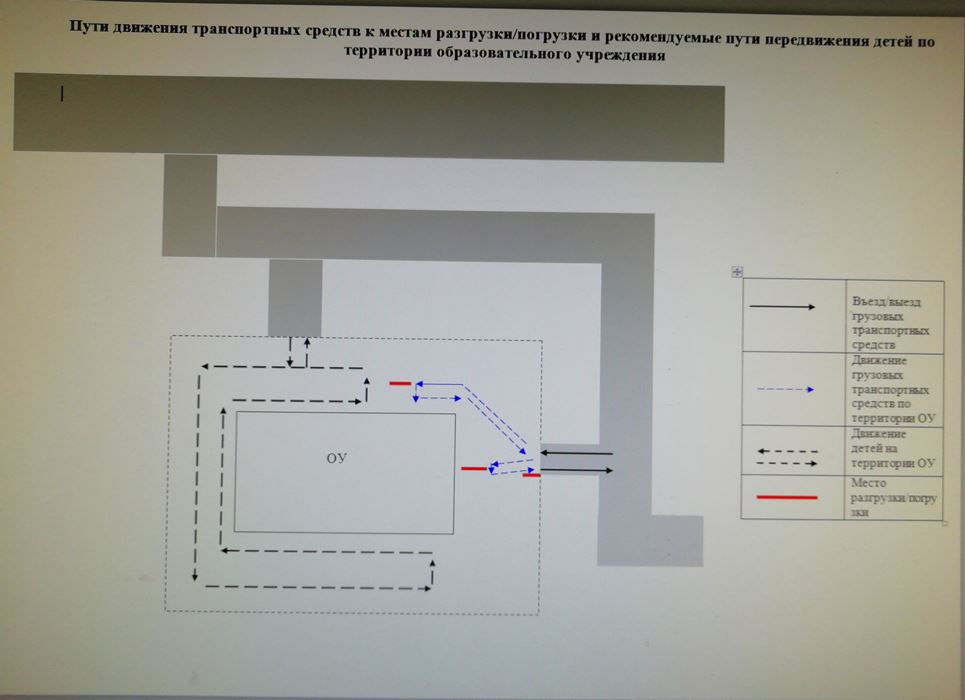 Пути движения транспортных средств к местам разгрузки/погрузки и рекомендуемые пути передвижения детей по
территории образовательного учреждения
ОУ
Въезд/выезд
грузовых
транспортных
средств
Движение
грузовых
транспортных
средств по
территории ОУ
Движение
детей на
территории ОУ
Место
разгрузки/погру
зки